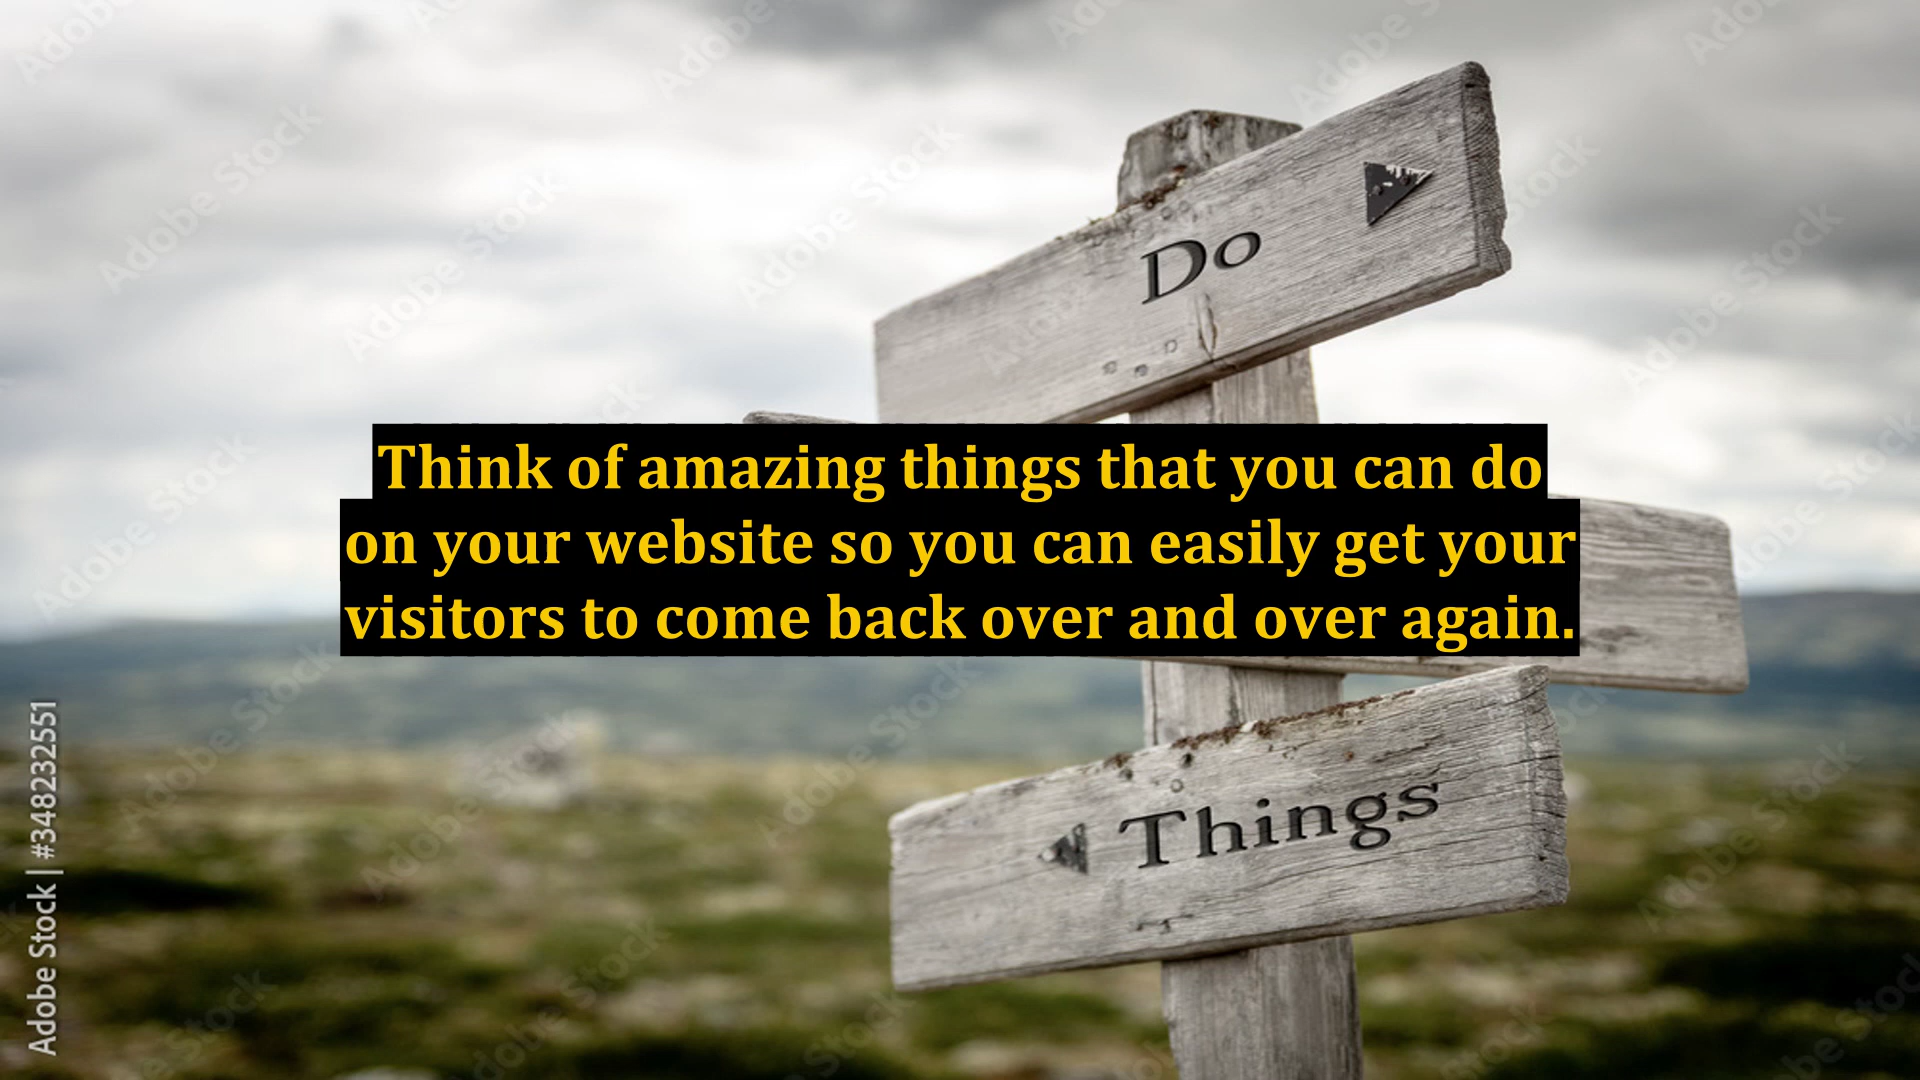 Do
Think of amazing things that you can do
on your website so you can easily get your
visitors to come back over and over again.
Things
Adobe Stock | #348232551